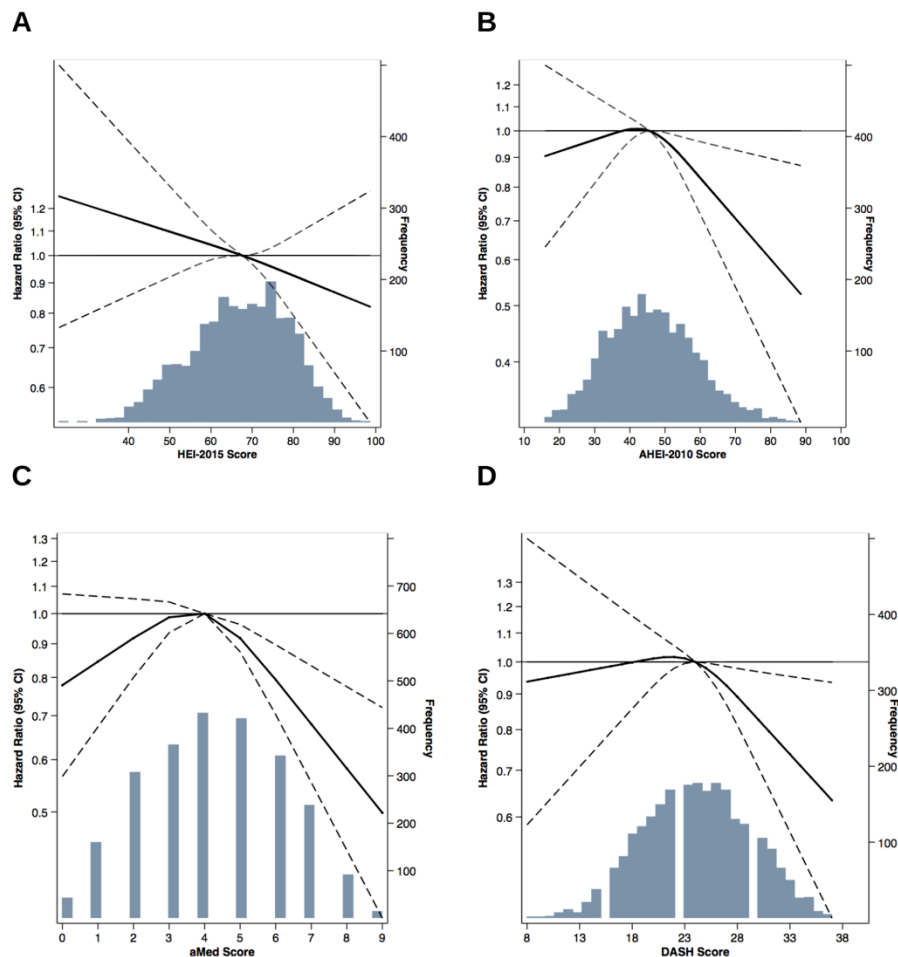 A
Hazard Ratio (95% CI)
1.2
1.1
1.0
0.9
0.8
0.7
0.6
400
300
200
100
Frequency
40 50 60 70 80 90 100
HEI-2015 Score
B
Hazard Ratio (95% CI)
1.2
1.0
0.9
0.8
0.7
0.6
0.5
0.4
400
300
200
100
Frequency
10 20 30 40 50 60 70 80 90 100
AHEI-2010 Score
C
Hazard Ratio (95% CI)
1.3
1.2
1.1
1.0
0.9
0.8
0.7
0.6
0.5
700
600
500
400
300
200
100
Frequency
0 1 2 3 4 5 6 7 8 9
aMed Score
D
Hazard Ratio (95% CI)
1.3
1.2
1.1
1.0
0.9
0.8
0.7
0.6
400
300
200
100
Frequency
8 13 18 23 28 33 38
DASH Score